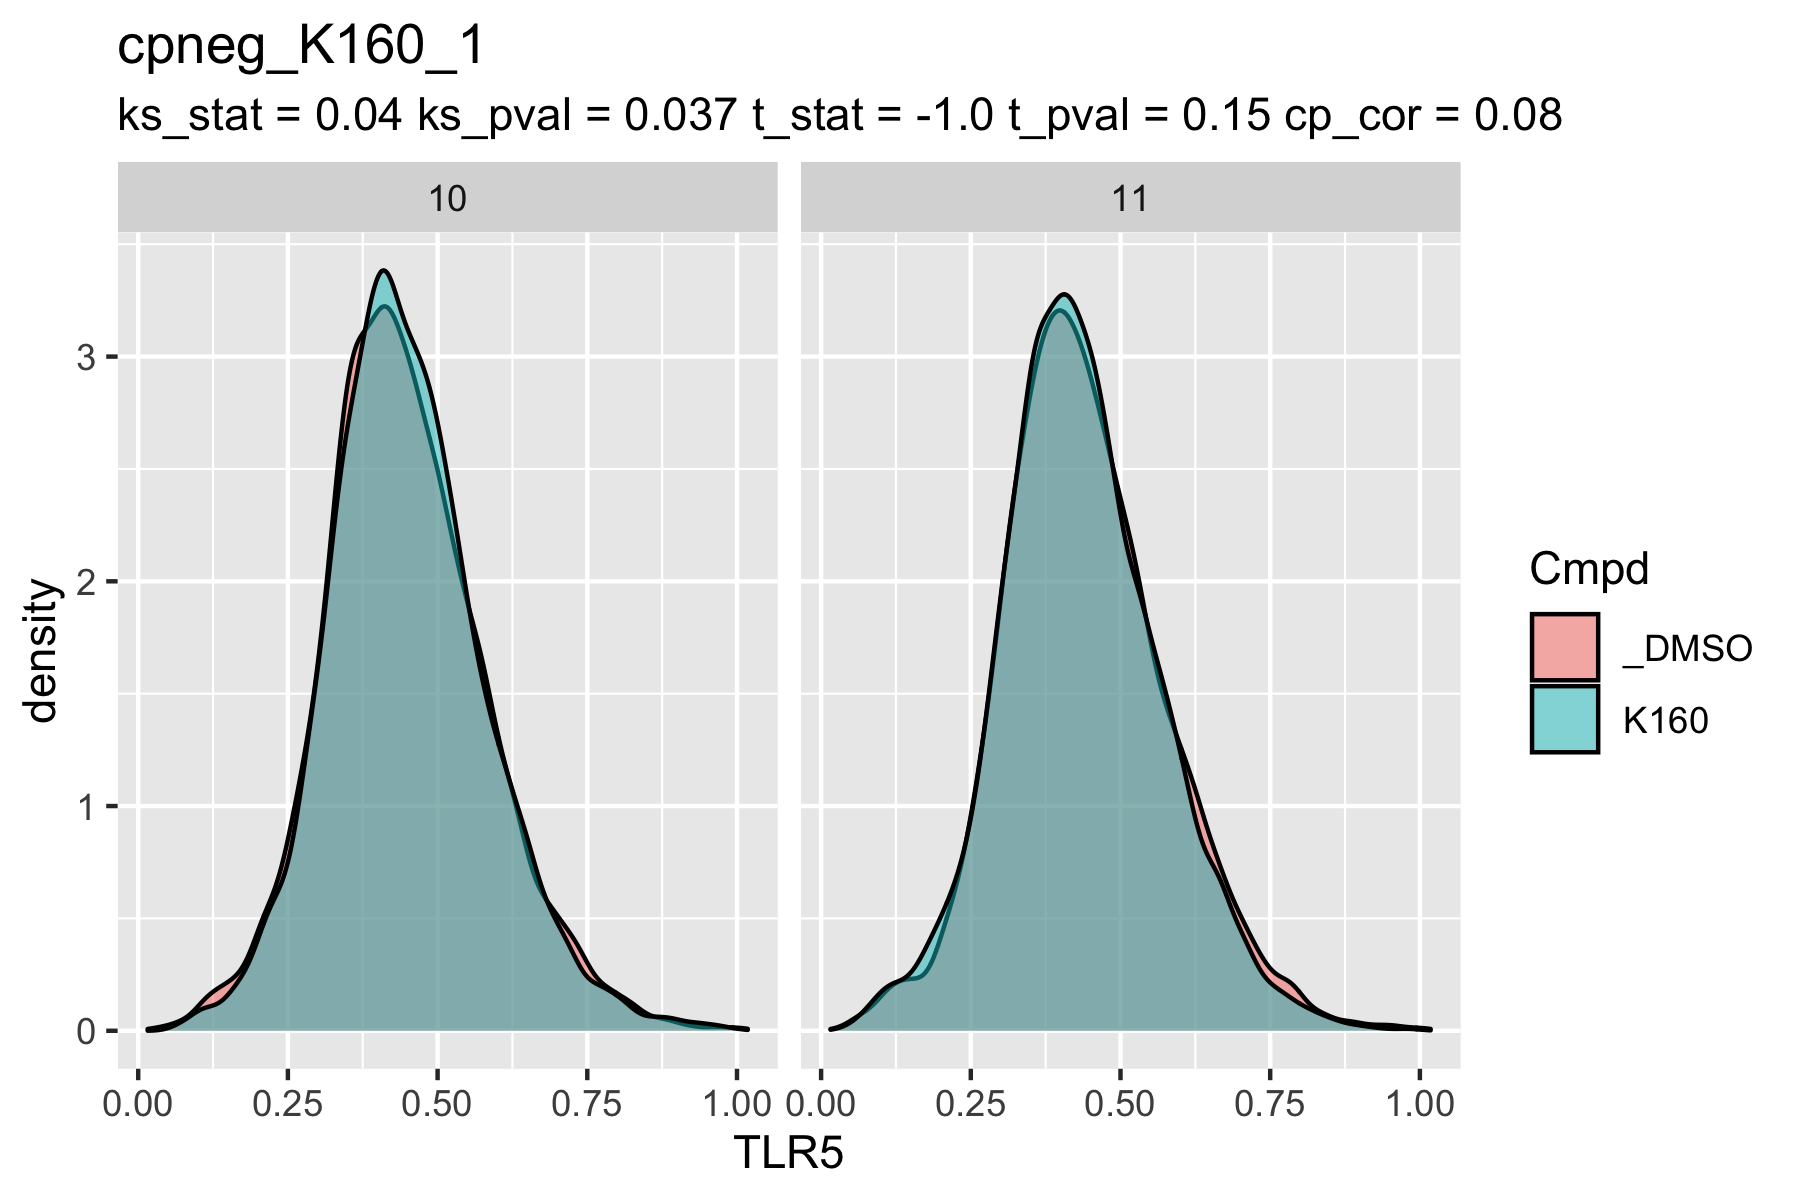 cpneg_K160_1
ks_stat = 0.04 ks_pval = 0.037 t_stat = -1.0 t_pval = 0.15 cp_cor = 0.08
10
11
density
3
2
1
0
0.00 0.25 0.50 0.75 1.00
0.00 0.25 0.50 0.75 1.00
TLR5
Cmpd
_DMSO
K160